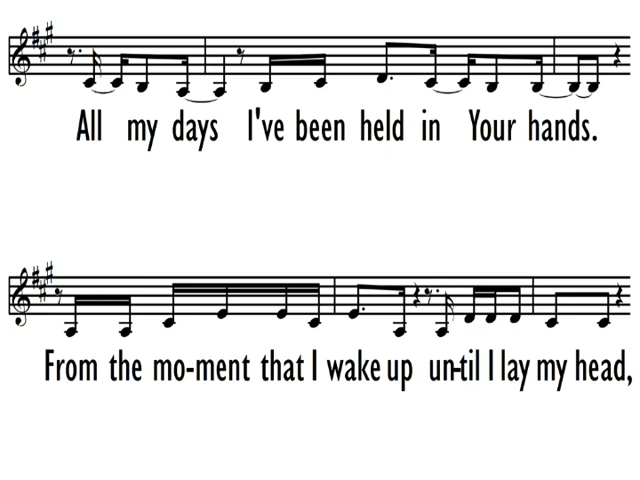 All my days I've been held in Your hands.
From the mo-ment that I wake up un-til I lay my head,